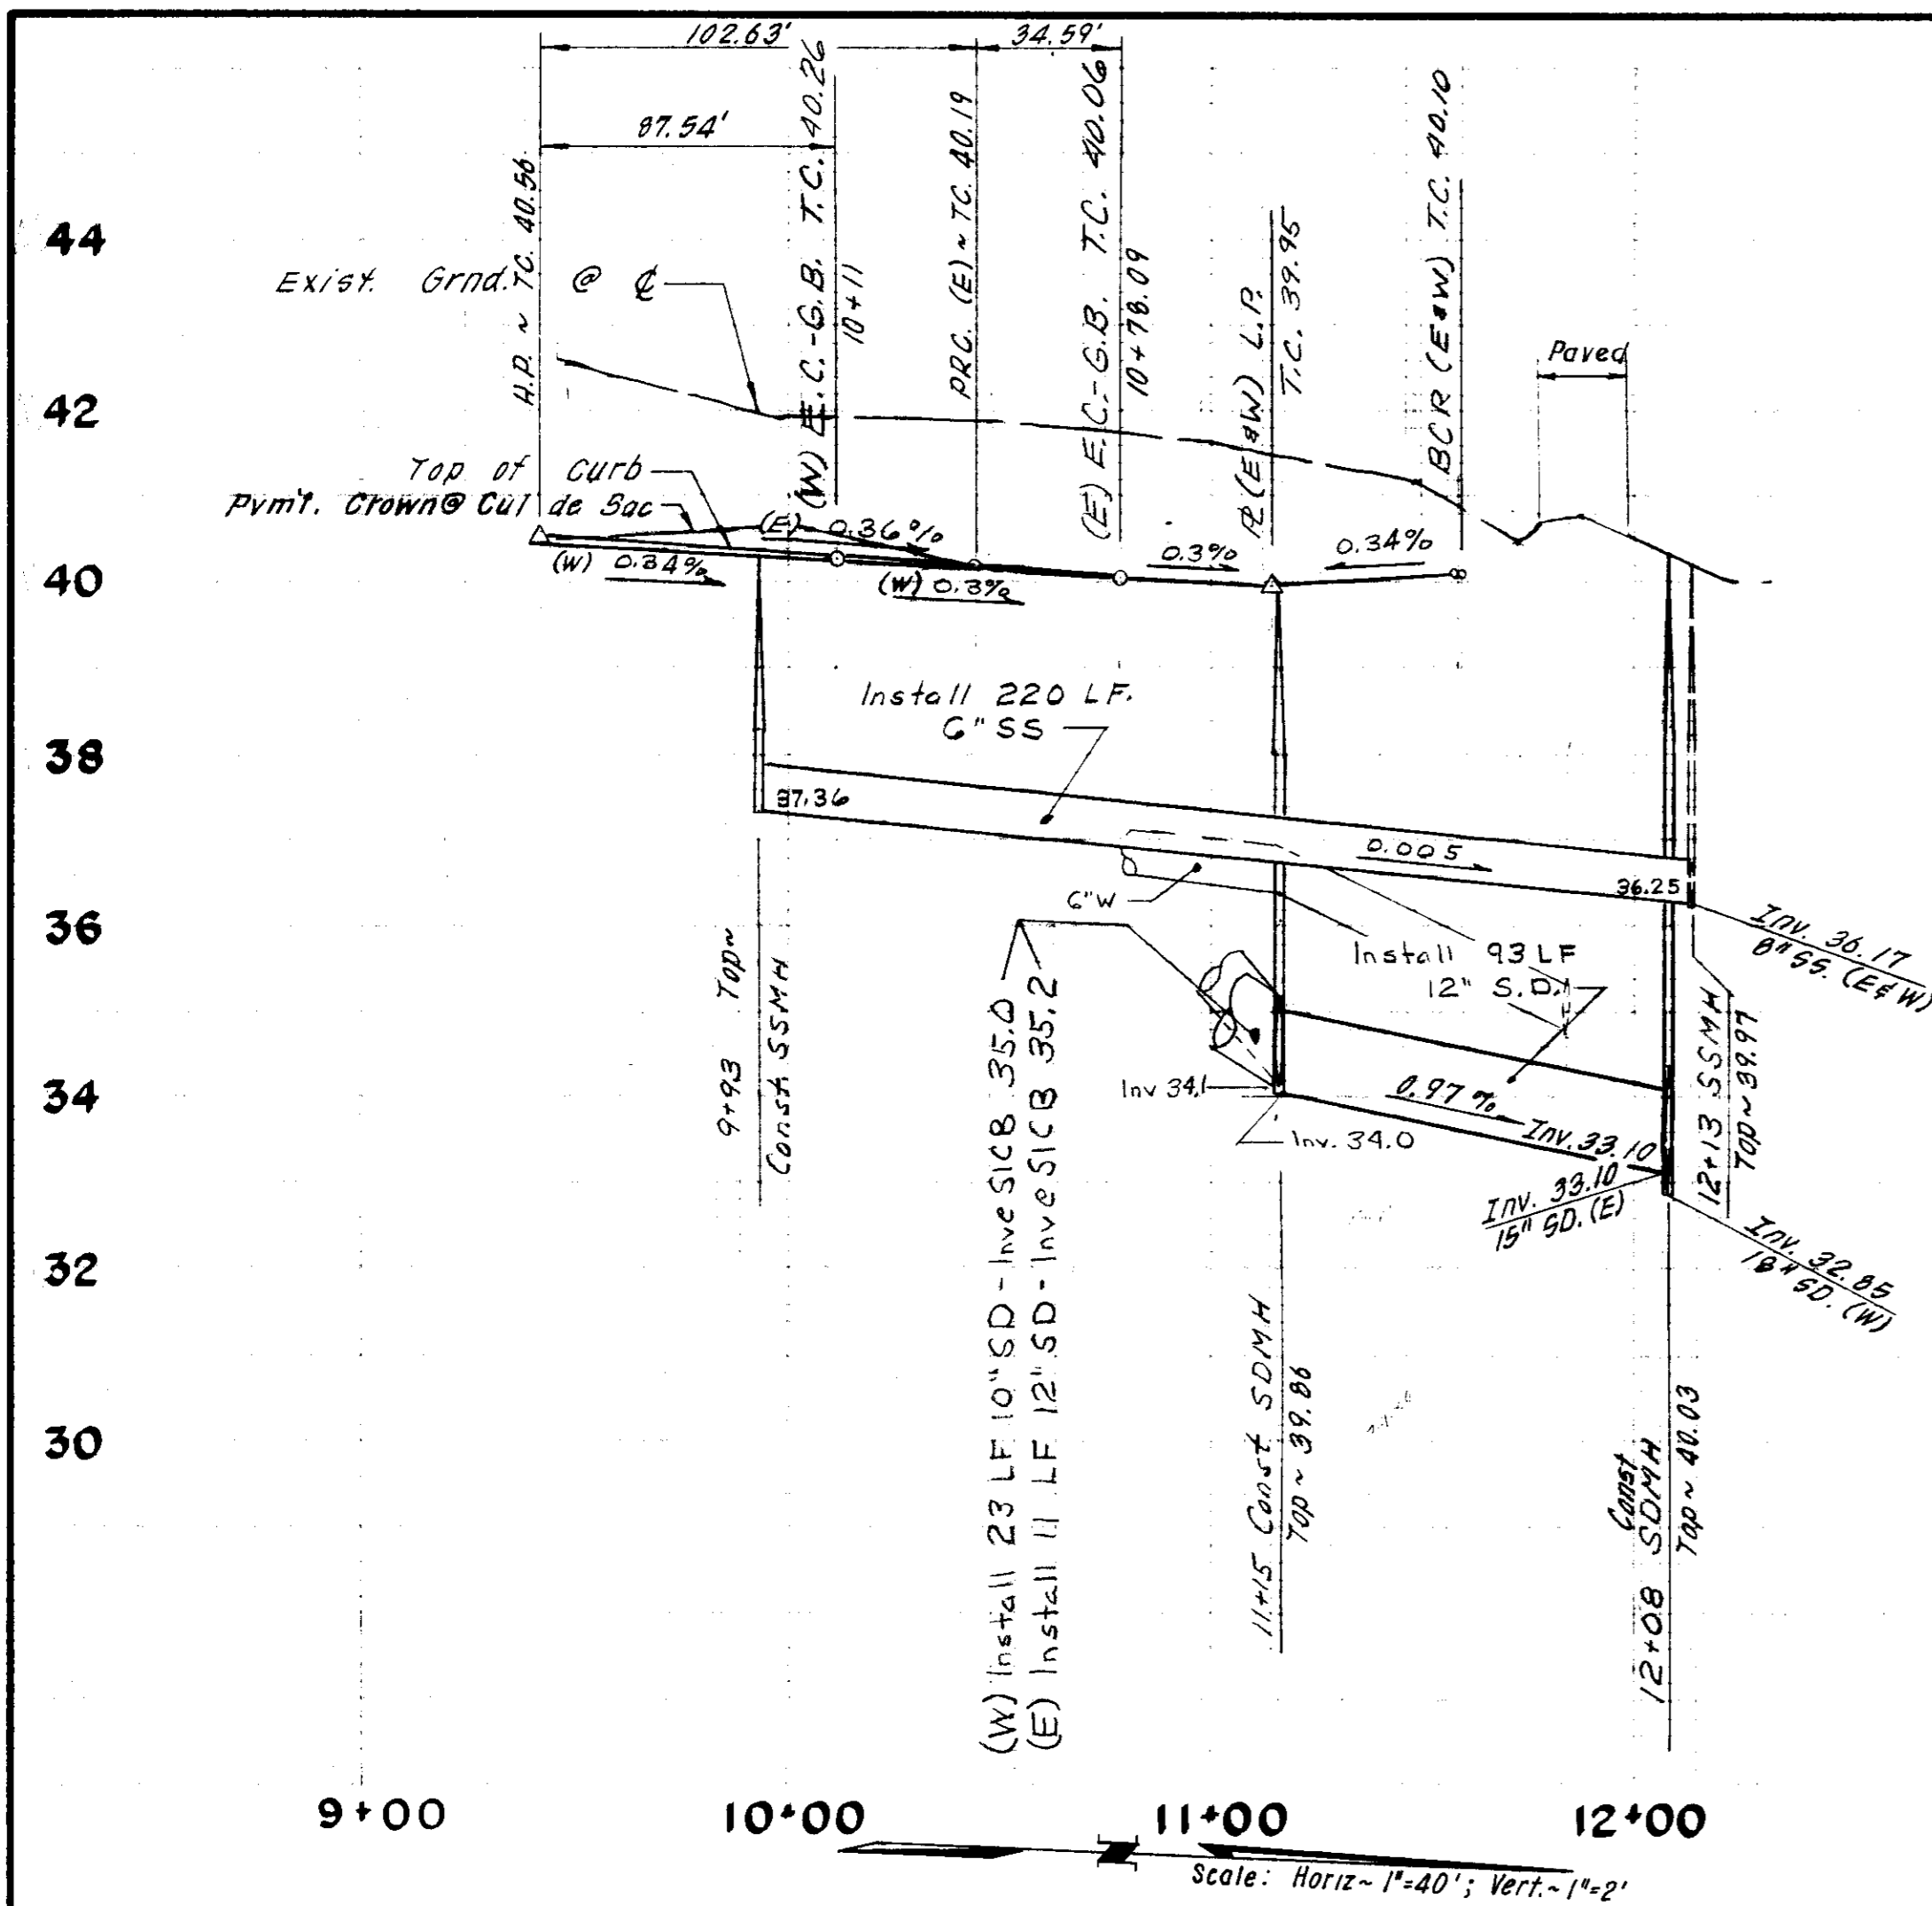 102.63'
34.59'
87.54'
H.P. ~ TC. 40.56
(W) E.C.-G.B. T.C. 40.26
10+11
PRC. (E) ~ TC. 40.19
(E) E.C.-G.B. T.C. 40.06
10+78.09
PL (E&W) L.P.
T.C. 39.95
BCR (E&W) T.C. 40.10
44
Exist. Grnd. @ CL
Paved
42
Top of Curb
Pvm't. Crown @ Cul de Sac
(E) 0.36%
0.3%
0.34%
(W) 0.34%
(W) 0.3%
40
Install 220 LF.
6" SS
38
37.36
0.005
36.25
6"W
36
Inv. 36.17
8" SS. (E&W)
Install 93 LF
12" S.D.
9+93 Top~
Const. SSMH
12+13 SSMH
Top~ 39.97
34
Inv 34.1
0.97 %
Inv. 34.0
Inv. 33.10
Inv. 33.10
15" SD. (E)
Inv. 32.85
18" SD. (W)
32
(W) Install 23 LF 10" SD - Inv@SICB 35.0
(E) Install 11 LF 12" SD - Inv@SICB 35.2
11+15 Const SDMH
Top ~ 39.86
Const
12+08 SDMH
Top~ 40.03
30
9+00
10+00
11+00
12+00
Scale: Horiz~ 1"=40'; Vert.~ 1"=2'